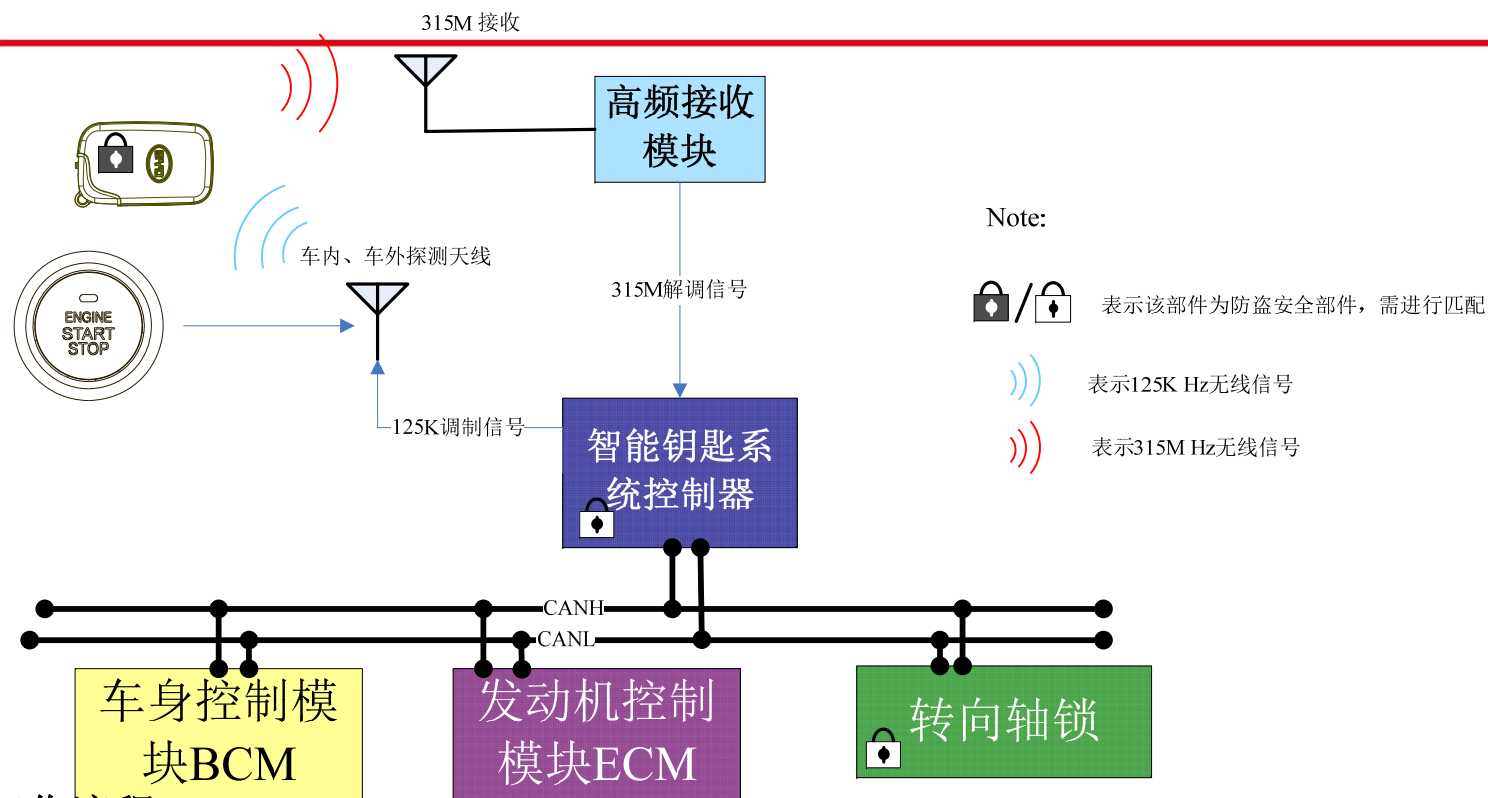 315M 接收
高频接收
模块
BYD
车内、车外探测天线
ENGINE
START
STOP
315M解调信号
125K调制信号
智能钥匙系
统控制器
Note:
/
表示该部件为防盗安全部件，需进行匹配
表示125K Hz无线信号
表示315M Hz无线信号
CANH
CANL
车身控制模
块BCM
发动机控制
模块ECM
转向轴锁